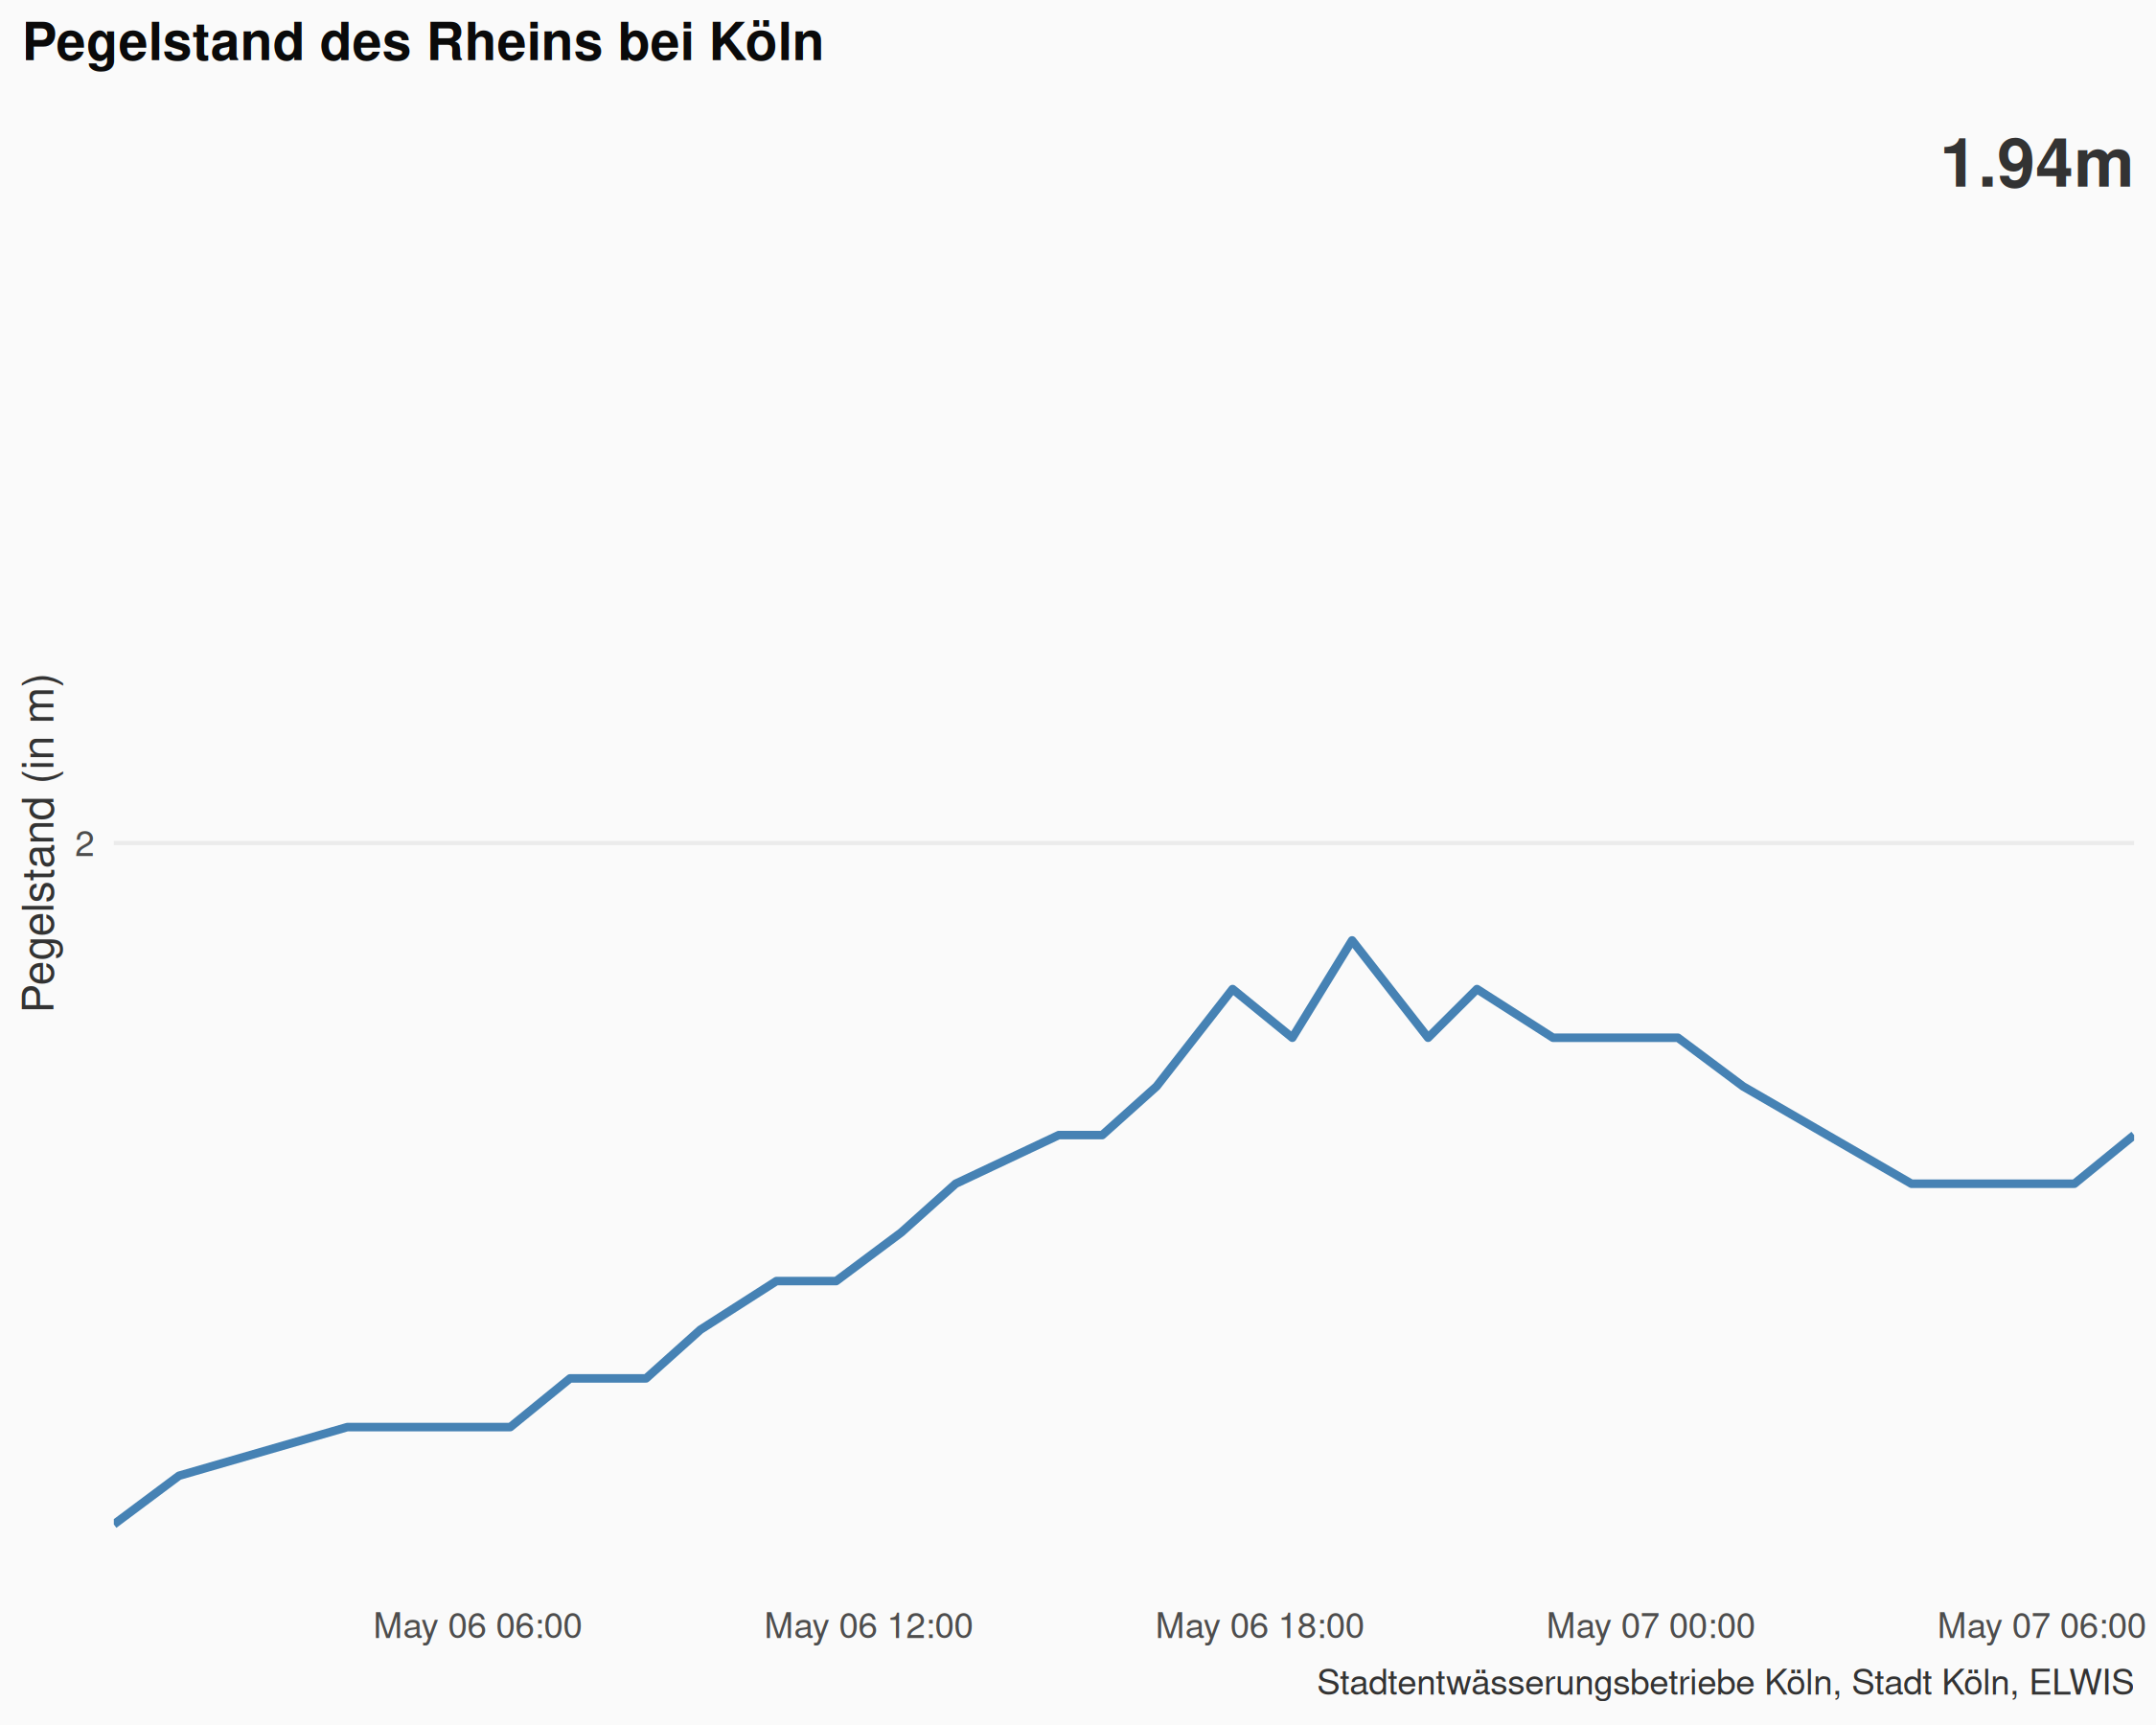 Pegelstand des Rheins bei Köln
1.94m
Pegelstand (in m)
2
May 06 06:00
May 06 12:00
May 06 18:00
May 07 00:00
May 07 06:00
Stadtentwässerungsbetriebe Köln, Stadt Köln, ELWIS